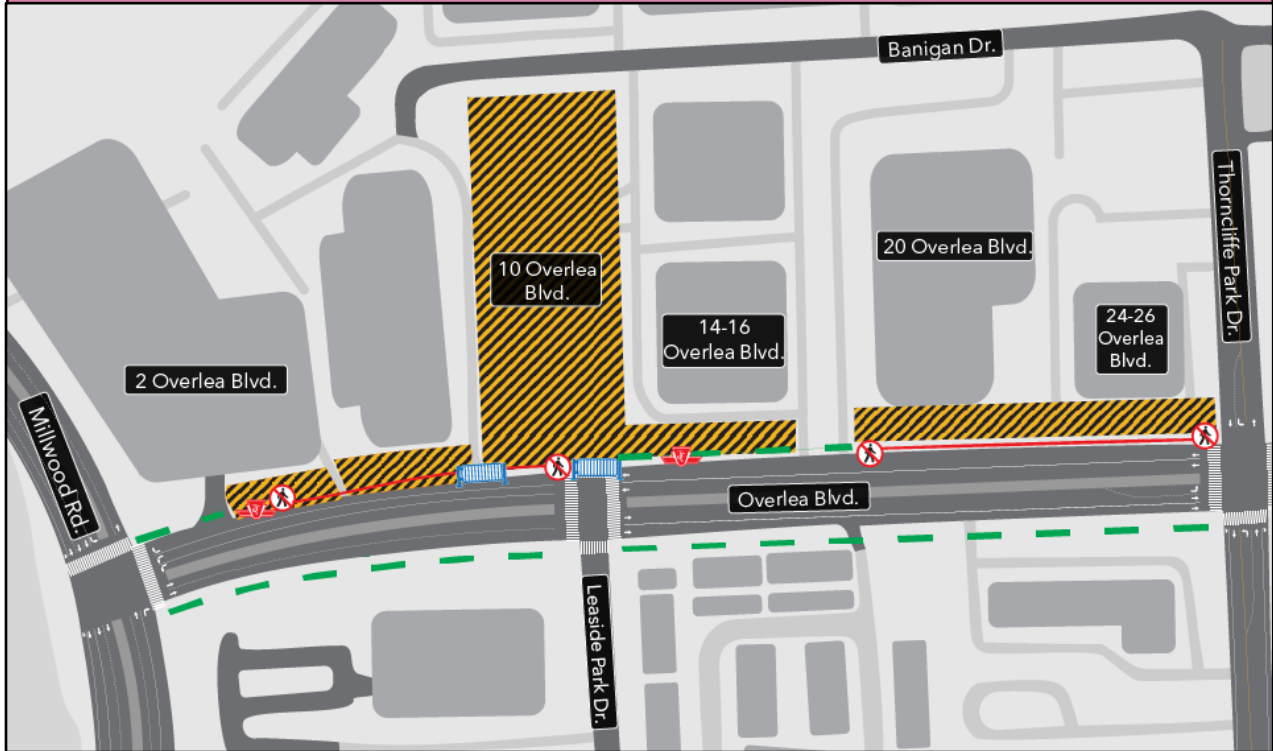 Banigan Dr.
Thorncliffe Park Dr.
10 Overlea
Blvd.
20 Overlea Blvd.
14-16
Overlea Blvd.
24-26
Overlea
Blvd.
2 Overlea Blvd.
Millwood Rd.
Overlea Blvd.
Leaside Park Dr.